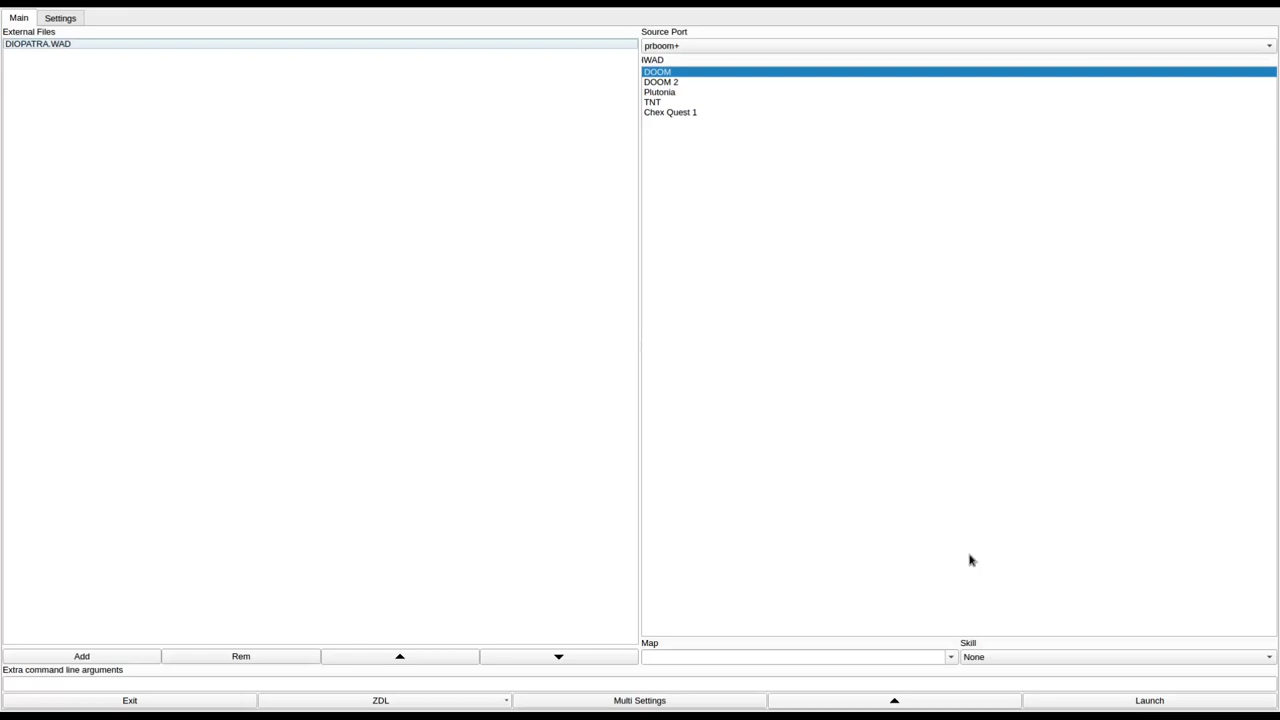 Main
Settings
External Files
DIOPATRA.WAD
Source Port
prboom+
IWAD
DOOM
DOOM 2
Plutonia
TNT
Chex Quest 1
Map
Skill
None
Add
Rem
Extra command line arguments
Exit
ZDL
Multi Settings
Launch